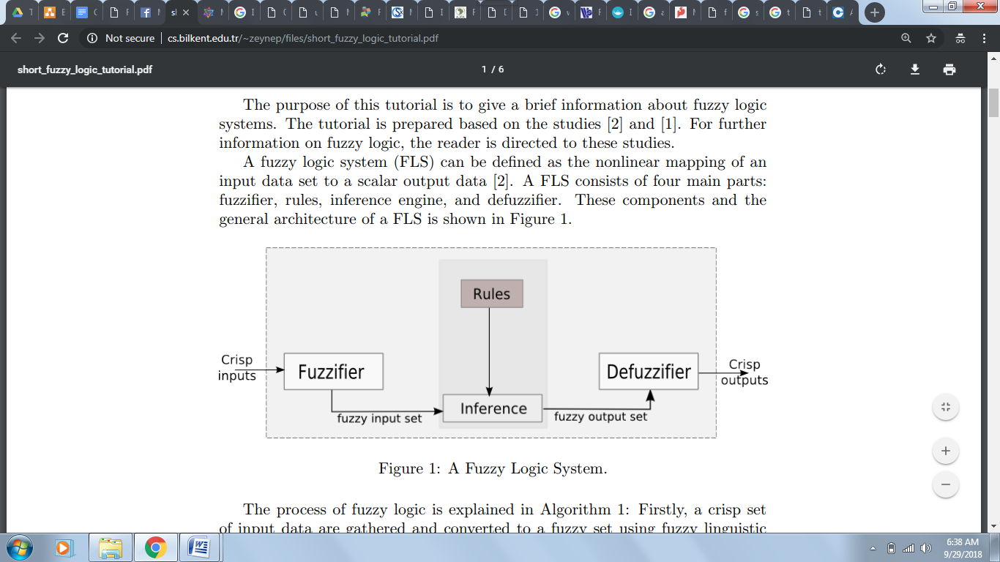 Not secure | cs.bilkent.edu.tr/~zeynep/files/short_fuzzy_logic_tutorial.pdf
short_fuzzy_logic_tutorial.pdf
1 / 6
The purpose of this tutorial is to give a brief information about fuzzy logic
systems. The tutorial is prepared based on the studies [2] and [1]. For further
information on fuzzy logic, the reader is directed to these studies.
A fuzzy logic system (FLS) can be defined as the nonlinear mapping of an
input data set to a scalar output data [2]. A FLS consists of four main parts:
fuzzifier, rules, inference engine, and defuzzifier. These components and the
general architecture of a FLS is shown in Figure 1.
Rules
Crisp
inputs
Fuzzifier
Defuzzifier
Crisp
outputs
Inference
fuzzy input set
fuzzy output set
Figure 1: A Fuzzy Logic System.
The process of fuzzy logic is explained in Algorithm 1: Firstly, a crisp set
of input data are gathered and converted to a fuzzy set using fuzzy linguistic
6:38 AM
9/29/2018